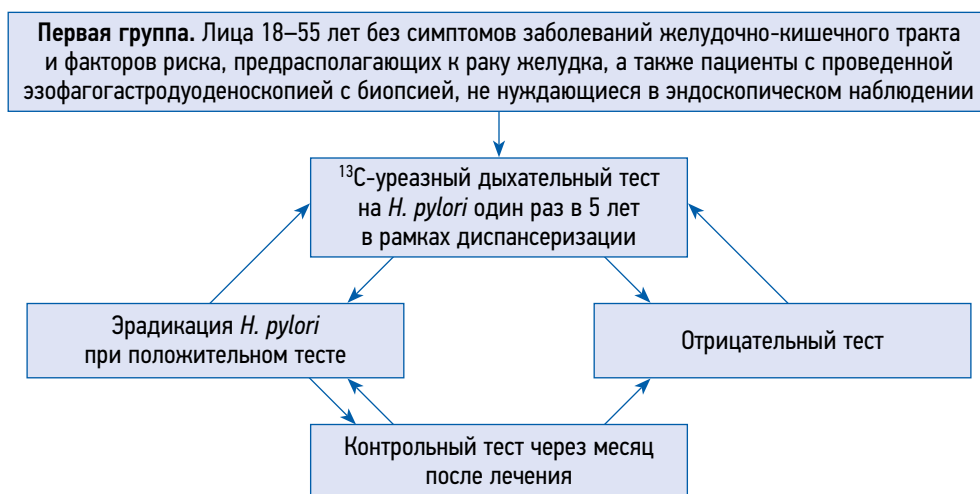 Первая группа. Лица 18–55 лет без симптомов заболеваний желудочно-кишечного тракта
и факторов риска, предрасполагающих к раку желудка, а также пациенты с проведенной
эзофагогастродуоденоскопией с биопсией, не нуждающиеся в эндоскопическом наблюдении
¹³С-уреазный дыхательный тест
на H. pylori один раз в 5 лет
в рамках диспансеризации
Эрадикация H. pylori
при положительном тесте
Отрицательный тест
Контрольный тест через месяц
после лечения